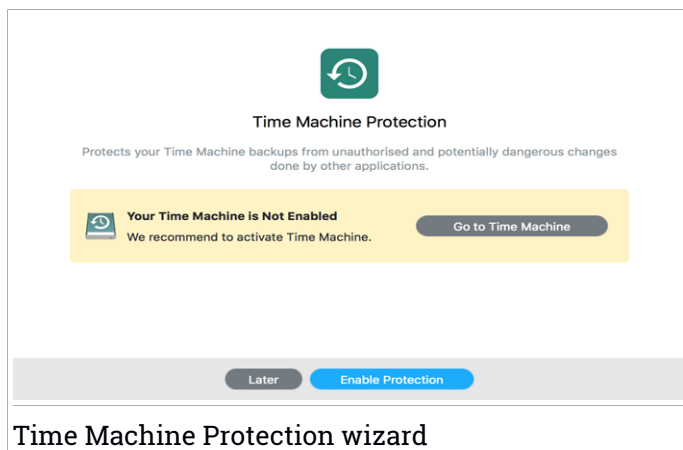 Time Machine Protection
Protects your Time Machine backups from unauthorised and potentially dangerous changes
done by other applications.
Your Time Machine is Not Enabled
We recommend to activate Time Machine.
Go to Time Machine
Later
Enable Protection
Time Machine Protection wizard